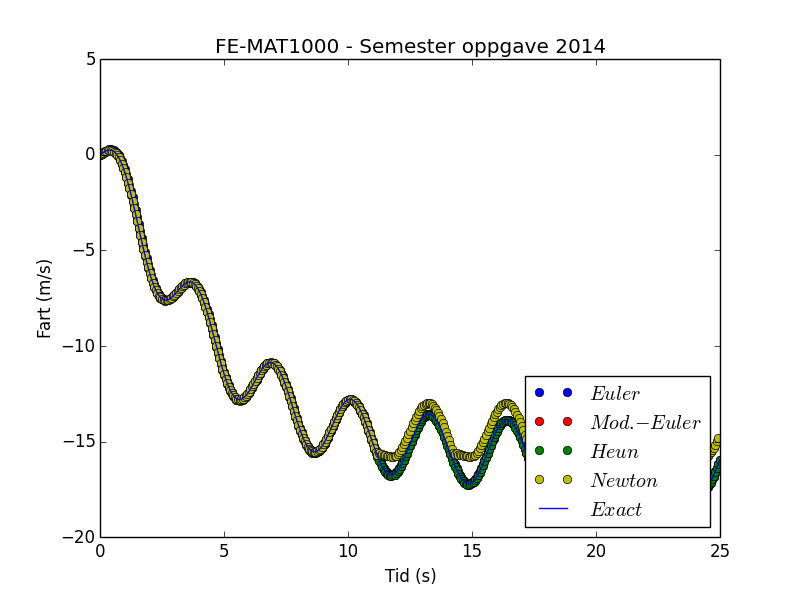 FE-MAT1000 - Semester oppgave 2014
5
0
−5
−10
−15
−20
Fart (m/s)
0 5 10 15 20 25
Tid (s)
Euler
Mod.−Euler
Heun
Newton
Exact